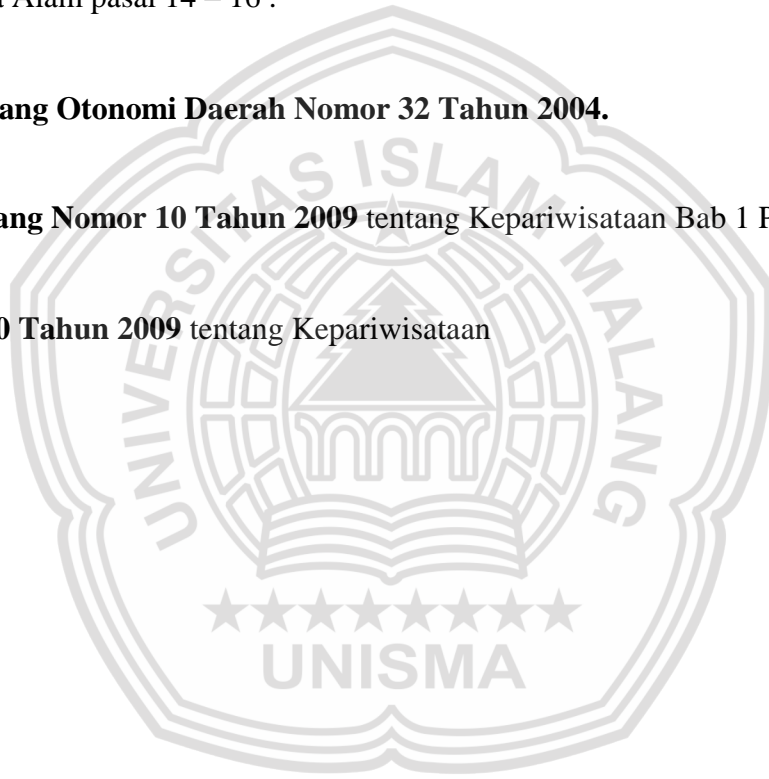 Alam pasal 14 – 16 .
ang Otonomi Daerah Nomor 32 Tahun 2004.
ang Nomor 10 Tahun 2009 tentang Kepariwisataan Bab 1 P
0 Tahun 2009 tentang Kepariwisataan
UNIVERSITAS ISLAM MALANG
UNISMA